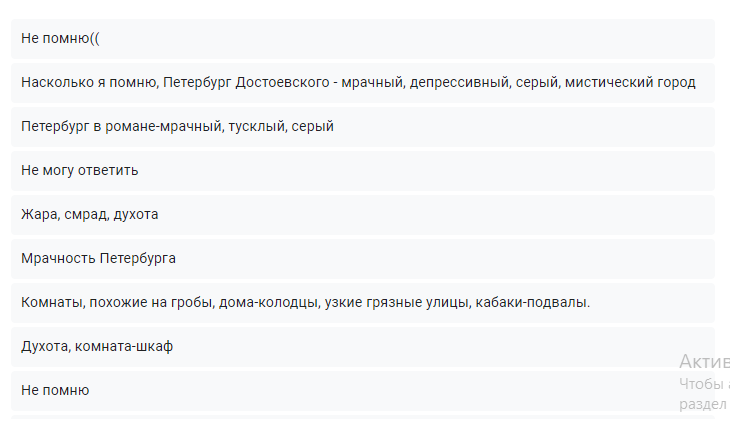 Не помню((
Насколько я помню, Петербург Достоевского - мрачный, депрессивный, серый, мистический город
Петербург в романе-мрачный, тусклый, серый
Не могу ответить
Жара, смрад, духота
Мрачность Петербурга
Комнаты, похожие на гробы, дома-колодцы, узкие грязные улицы, кабаки-подвалы.
Духота, комната-шкаф
Не помню
Актив
Чтобы а
раздел